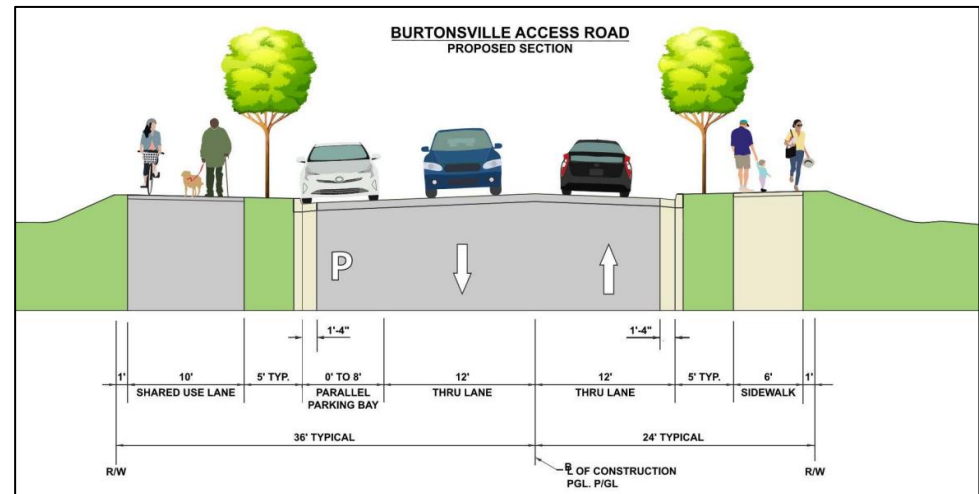 BURTONSVILLE ACCESS ROAD
PROPOSED SECTION
P
1'-4"
1'-4"
1'
10'
5' TYP.
0' TO 8'
12'
12'
5' TYP.
6'
1'
SHARED USE LANE
PARALLEL
PARKING BAY
THRU LANE
THRU LANE
SIDEWALK
36' TYPICAL
24' TYPICAL
R/W
B
L OF CONSTRUCTION
PGL. P/GL
R/W